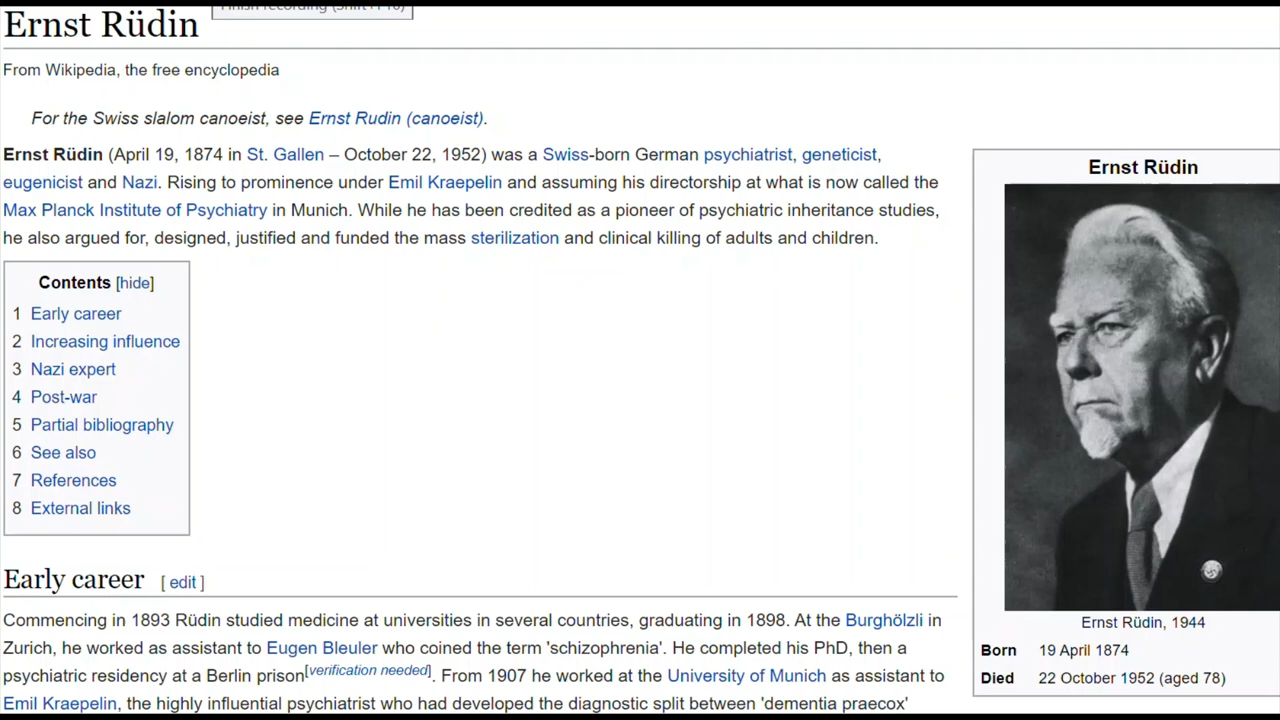 Finish recording (Shift+F10)
Ernst Rüdin
From Wikipedia, the free encyclopedia
For the Swiss slalom canoeist, see Ernst Rudin (canoeist).
Ernst Rüdin (April 19, 1874 in St. Gallen – October 22, 1952) was a Swiss-born German psychiatrist, geneticist,
eugenicist and Nazi. Rising to prominence under Emil Kraepelin and assuming his directorship at what is now called the
Max Planck Institute of Psychiatry in Munich. While he has been credited as a pioneer of psychiatric inheritance studies,
he also argued for, designed, justified and funded the mass sterilization and clinical killing of adults and children.
Contents [hide]
1 Early career
2 Increasing influence
3 Nazi expert
4 Post-war
5 Partial bibliography
6 See also
7 References
8 External links
Early career [ edit ]
Commencing in 1893 Rüdin studied medicine at universities in several countries, graduating in 1898. At the Burghölzli in
Zurich, he worked as assistant to Eugen Bleuler who coined the term 'schizophrenia'. He completed his PhD, then a
psychiatric residency at a Berlin prison[verification needed]. From 1907 he worked at the University of Munich as assistant to
Emil Kraepelin, the highly influential psychiatrist who had developed the diagnostic split between 'dementia praecox'
Ernst Rüdin
Ernst Rüdin, 1944
Born 19 April 1874
Died 22 October 1952 (aged 78)